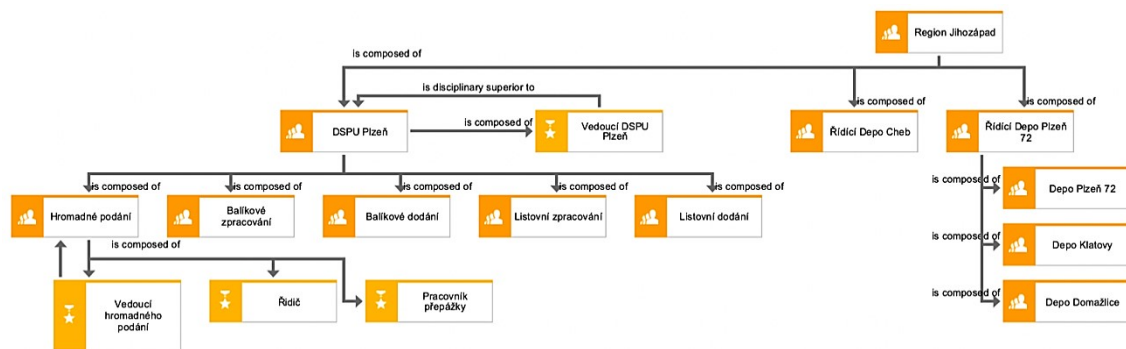 Region Jihozápad
is composed of
is disciplinary superior to
is composed of
is composed of
DSPU Plzeň
is composed of
Vedoucí DSPU
Plzeň
Řídící Depo Cheb
Řídící Depo Plzeň
72
is composed of
is composed of
is composed of
is composed of
is composed of
is composed of
Depo Plzeň 72
Hromadné podání
Balíkové
zpracování
Balíkové dodání
Listovní zpracování
Listovní dodání
is composed of
is composed of
Depo Klatovy
Vedoucí
hromadného
podání
Řidič
Pracovník
přepážky
is composed of
Depo Domažlice